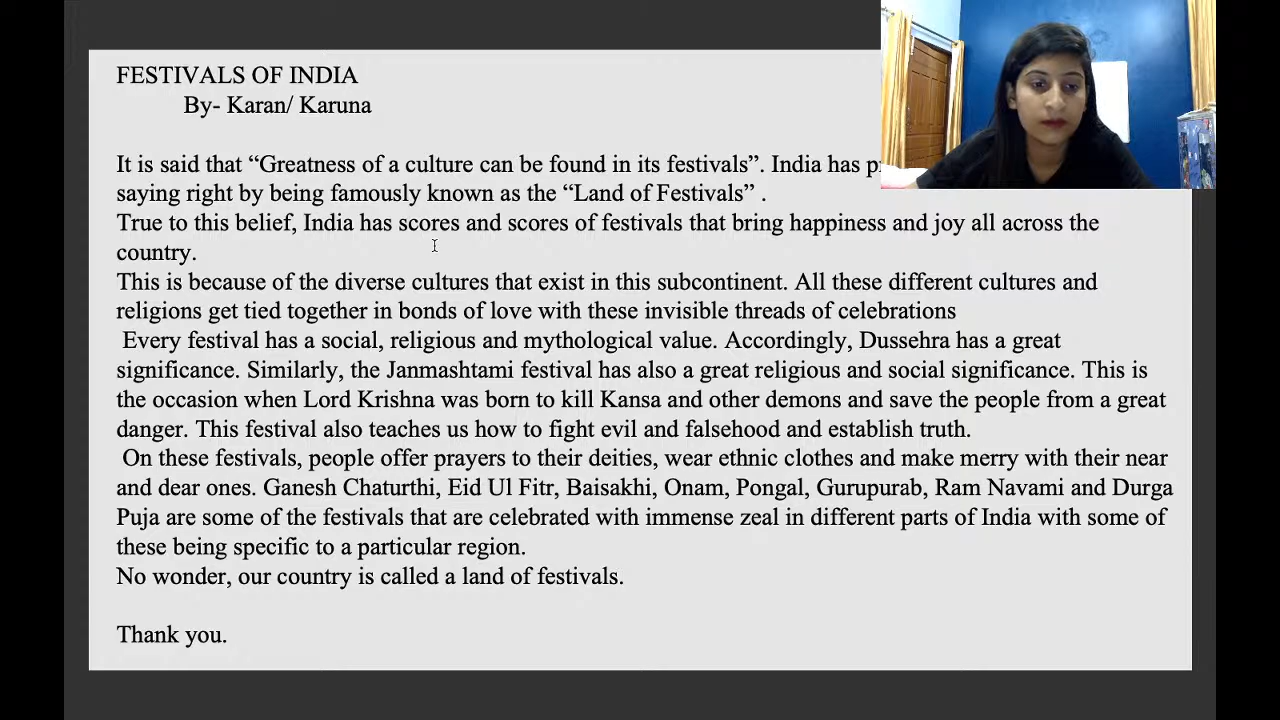 FESTIVALS OF INDIA
By- Karan/ Karuna
It is said that “Greatness of a culture can be found in its festivals”. India has
saying right by being famously known as the “Land of Festivals” .
True to this belief, India has scores and scores of festivals that bring happiness and joy all across the
country.
This is because of the diverse cultures that exist in this subcontinent. All these different cultures and
religions get tied together in bonds of love with these invisible threads of celebrations
Every festival has a social, religious and mythological value. Accordingly, Dussehra has a great
significance. Similarly, the Janmashtami festival has also a great religious and social significance. This is
the occasion when Lord Krishna was born to kill Kansa and other demons and save the people from a great
danger. This festival also teaches us how to fight evil and falsehood and establish truth.
On these festivals, people offer prayers to their deities, wear ethnic clothes and make merry with their near
and dear ones. Ganesh Chaturthi, Eid Ul Fitr, Baisakhi, Onam, Pongal, Gurupurab, Ram Navami and Durga
Puja are some of the festivals that are celebrated with immense zeal in different parts of India with some of
these being specific to a particular region.
No wonder, our country is called a land of festivals.
Thank you.